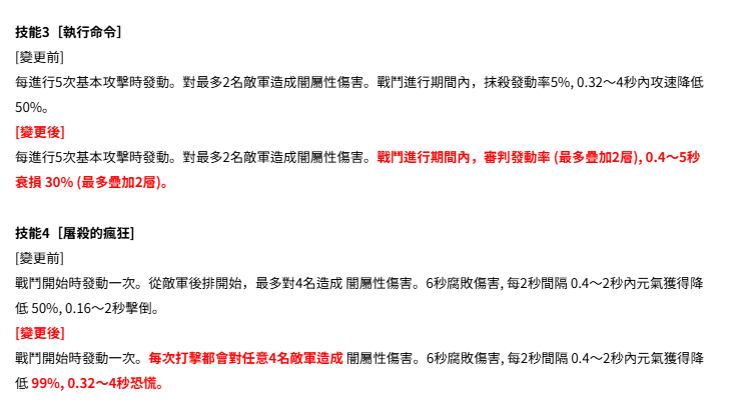 技能3［執行命令］
[變更前]
每進行5次基本攻擊時發動。對最多2名敵軍造成闇屬性傷害。戰鬥進行期間內，抹殺發動率5%, 0.32～4秒內攻速降低
50%。
[變更後]
每進行5次基本攻擊時發動。對最多2名敵軍造成闇屬性傷害。戰鬥進行期間內，審判發動率 (最多疊加2層), 0.4～5秒
衰損 30% (最多疊加2層)。
技能4［屠殺的瘋狂]
[變更前]
戰鬥開始時發動一次。從敵軍後排開始，最多對4名造成 闇屬性傷害。6秒腐敗傷害, 每2秒間隔 0.4～2秒內元氣獲得降
低 50%, 0.16～2秒擊倒。
[變更後]
戰鬥開始時發動一次。每次打擊都會對任意4名敵軍造成 闇屬性傷害。6秒腐敗傷害, 每2秒間隔 0.4～2秒內元氣獲得降
低 99%, 0.32～4秒恐慌。